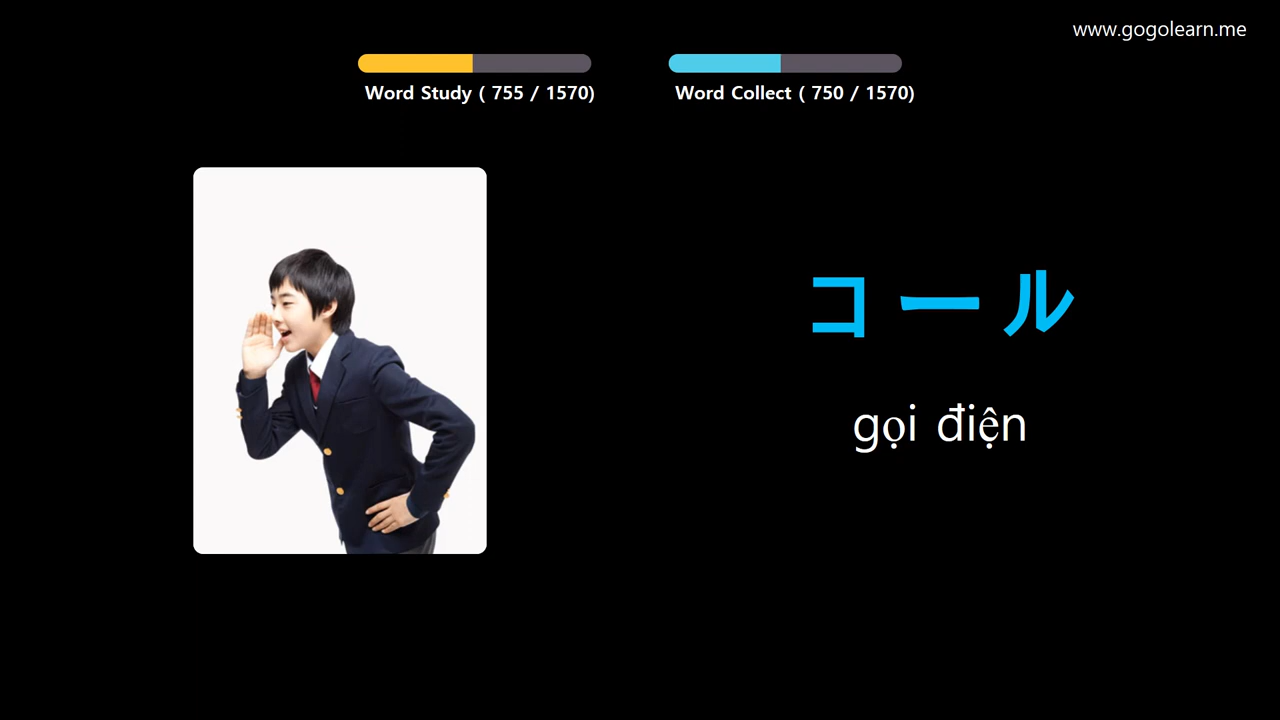 www.gogolearn.me
Word Study ( 755 / 1570)
Word Collect ( 750 / 1570)
コール
gọi điện